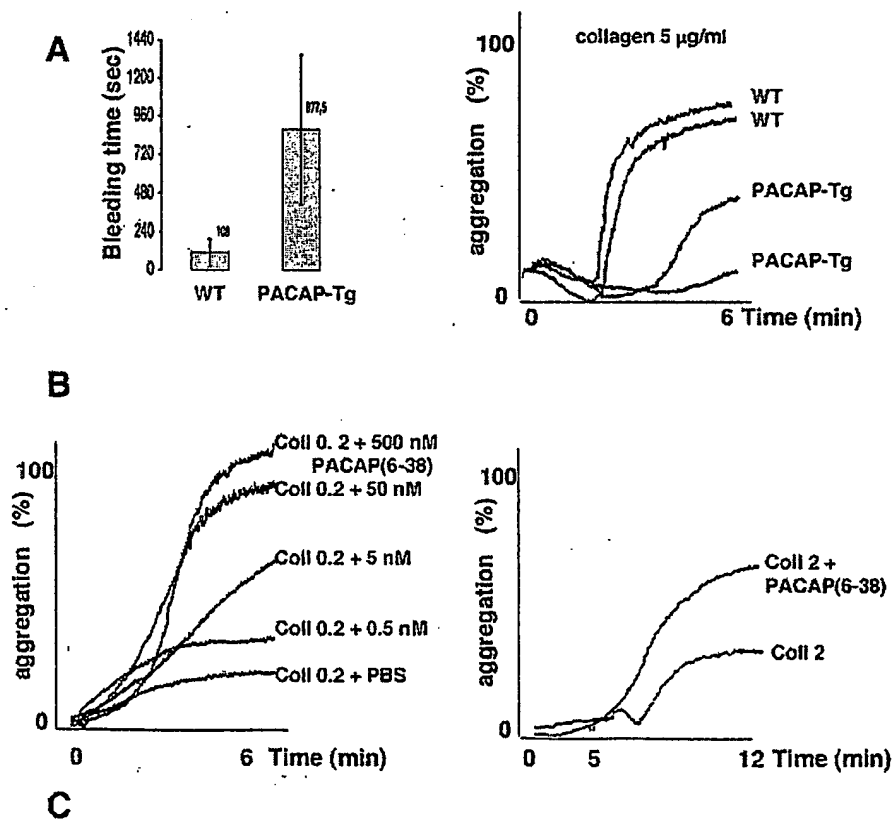 A
Bleeding time (sec)
1440
1200
960
720
480
240
0
108
877,5
WT
PACAP-Tg
collagen 5 µg/ml
aggregation (%)
100
0
WT
WT
PACAP-Tg
PACAP-Tg
0
6 Time (min)
B
aggregation (%)
100
0
Coll 0.2 + 500 nM
PACAP(6-38)
Coll 0.2 + 50 nM
Coll 0.2 + 5 nM
Coll 0.2 + 0.5 nM
Coll 0.2 + PBS
0
6 Time (min)
aggregation (%)
100
0
Coll 2 +
PACAP(6-38)
Coll 2
0
5
12 Time (min)
C